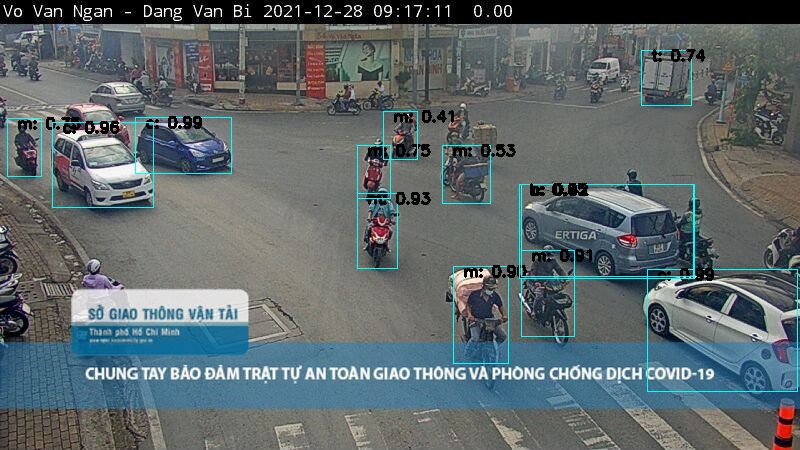 Vo Van Ngan - Dang Van Bi 2021-12-28 09:17:11 0.00
t: 0.74
m: 0.41
c: 0.96
c: 0.99
m: 0.75
m: 0.53
m: 0.93
ERTIGA
m: 0.91
m: 0.90
SỞ GIAO THÔNG VẬN TẢI
Thành phố Hồ Chí Minh
CHUNG TAY BẢO ĐẢM TRẬT TỰ AN TOÀN GIAO THÔNG VÀ PHÒNG CHỐNG DỊCH COVID-19